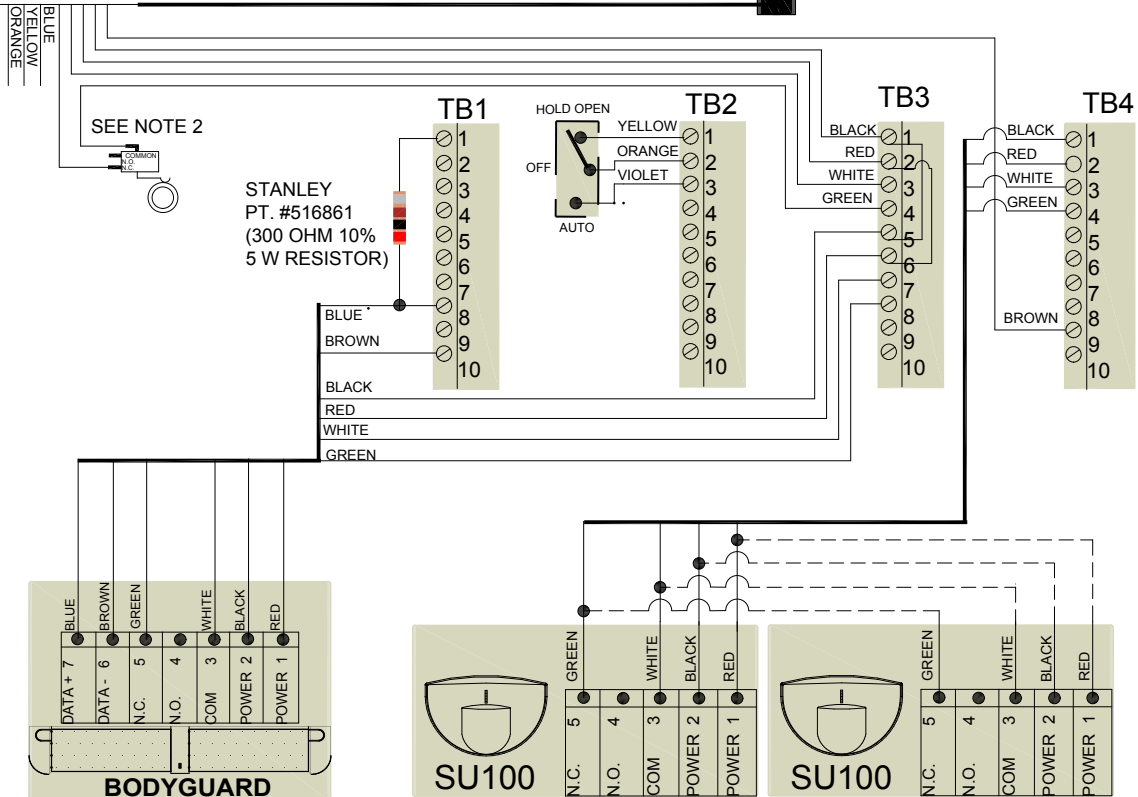 BLUE
YELLOW
ORANGE
SEE NOTE 2
COMMON
N.O.
N.C.
STANLEY
PT. #516861
(300 OHM 10%
5 W RESISTOR)
TB1
1
2
3
4
5
6
7
8
9
10
HOLD OPEN
OFF
AUTO
YELLOW
ORANGE
VIOLET
TB2
1
2
3
4
5
6
7
8
9
10
TB3
BLACK
RED
WHITE
GREEN
1
2
3
4
5
6
7
8
9
10
TB4
BLACK
RED
WHITE
GREEN
BROWN
1
2
3
4
5
6
7
8
9
10
BLUE
BROWN
BLACK
RED
WHITE
GREEN
BLUE
BROWN
GREEN
WHITE
BLACK
RED
DATA + 7
DATA - 6
N.C. 5
N.O. 4
COM 3
POWER 2
POWER 1
BODYGUARD
GREEN
WHITE
BLACK
RED
N.C. 5
N.O. 4
COM 3
POWER 2
POWER 1
SU100
GREEN
WHITE
BLACK
RED
N.C. 5
N.O. 4
COM 3
POWER 2
POWER 1
SU100